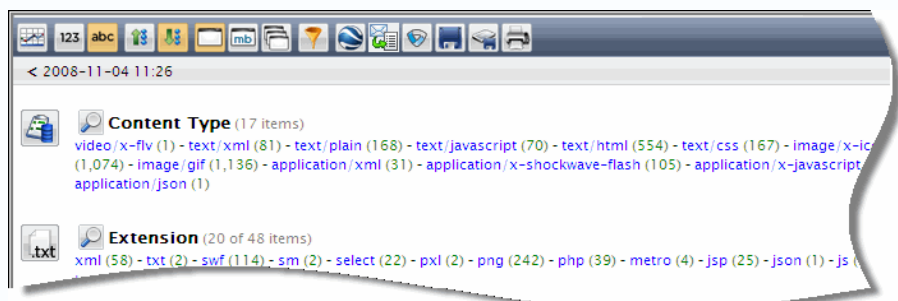 123 abc mb
< 2008-11-04 11:26
Content Type (17 items)
video/x-flv (1) - text/xml (81) - text/plain (168) - text/javascript (70) - text/html (554) - text/css (167) - image/x-ic
(1,074) - image/gif (1,136) - application/xml (31) - application/x-shockwave-flash (105) - application/x-javascript
application/json (1)
.txt
Extension (20 of 48 items)
xml (58) - txt (2) - swf (114) - sm (2) - select (22) - pxl (2) - png (242) - php (39) - metro (4) - jsp (25) - json (1) - js (